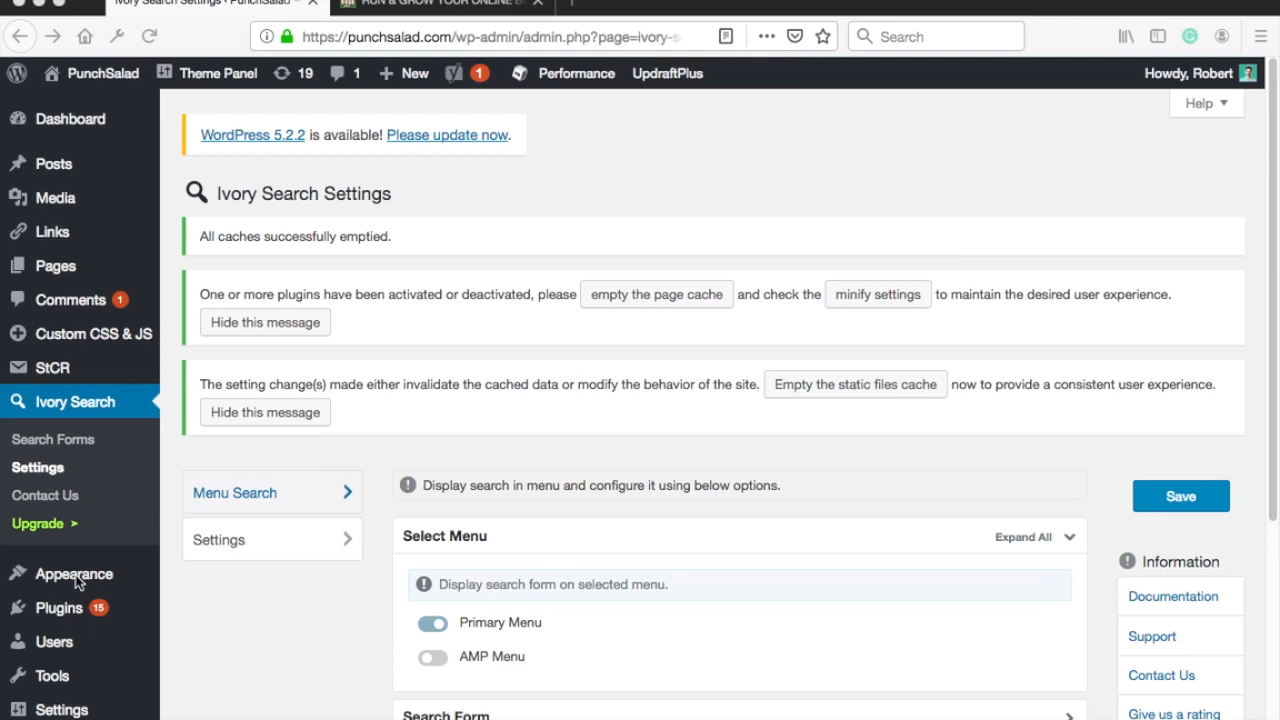 Ivory Search Settings ‹ PunchSalad
RUN & GROW YOUR ONLINE
https://punchsalad.com/wp-admin/admin.php?page=ivory-s
Search
PunchSalad
Theme Panel
19
1
New
1
Performance
UpdraftPlus
Howdy, Robert
Help
Dashboard
Posts
Media
Links
Pages
Comments 1
Custom CSS & JS
StCR
Ivory Search
Search Forms
Settings
Contact Us
Upgrade ➤
Appearance
Plugins 15
Users
Tools
Settings
WordPress 5.2.2 is available! Please update now.
Ivory Search Settings
All caches successfully emptied.
One or more plugins have been activated or deactivated, please empty the page cache and check the minify settings to maintain the desired user experience.
Hide this message
The setting change(s) made either invalidate the cached data or modify the behavior of the site. Empty the static files cache now to provide a consistent user experience.
Hide this message
Menu Search
Settings
Display search in menu and configure it using below options.
Select Menu
Expand All
Display search form on selected menu.
Primary Menu
AMP Menu
Search Form
Save
Information
Documentation
Support
Contact Us
Give us a rating